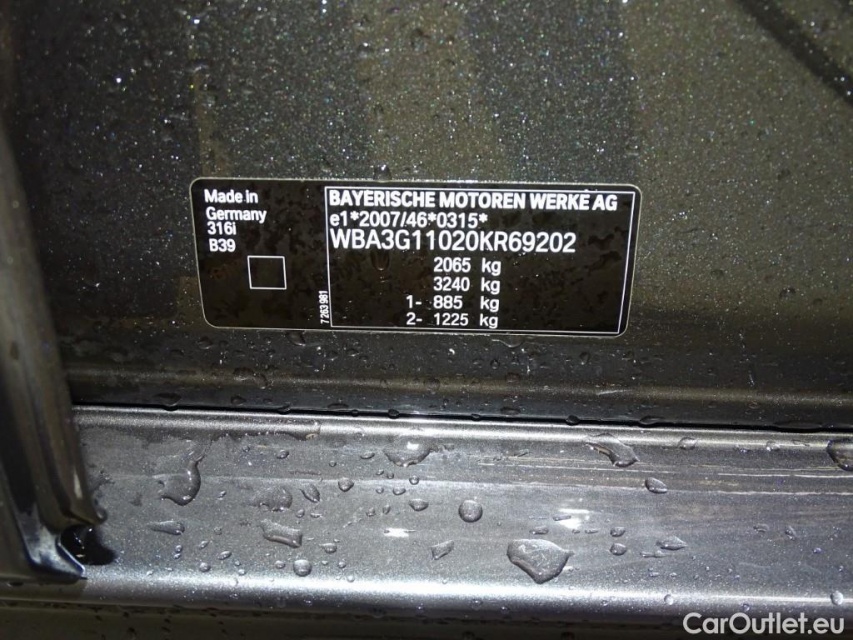 Made in
Germany
316i
B39
7 263 981
BAYERISCHE MOTOREN WERKE AG
e1*2007/46*0315*
WBA3G11020KR69202
2065 kg
3240 kg
1- 885 kg
2- 1225 kg
CarOutlet.eu